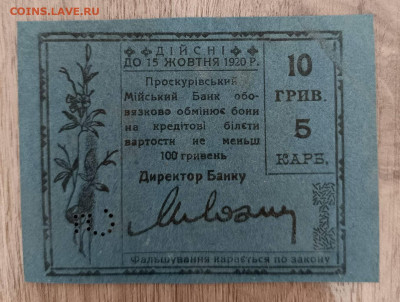 COINS.LAVE.RU
ДІЙСНІ
ДО 15 ЖОВТНЯ 1920 Р.
Проскурівський
Мійський Банк обо-
вязково обмінює бони
на кредітові білєти
вартости не меньш
100 гривень
Директор Банку
10
ГРИВ.
5
КАРБ.
Фальшування карається по закону